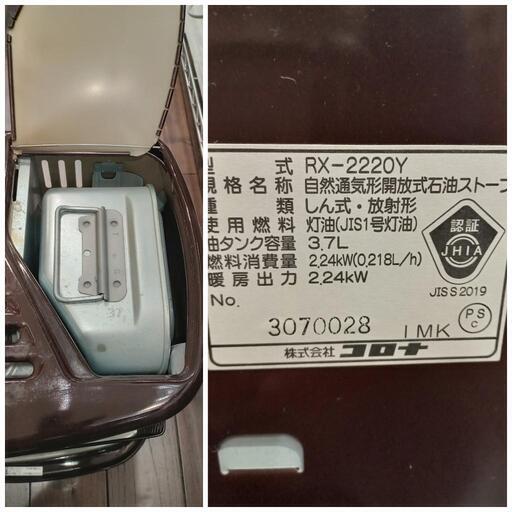 型 式 RX-2220Y
規格名称 自然通気形開放式石油ストーブ
種 類 しん式・放射形
使用燃料 灯油(JIS1号灯油)
油タンク容量 3.7L
燃料消費量 2.24kW(0.218L/h)
暖房出力 2.24kW
認証
JHIA
JIS S 2019
No.
3070028 IMK
PS
C
株式会社 コロナ